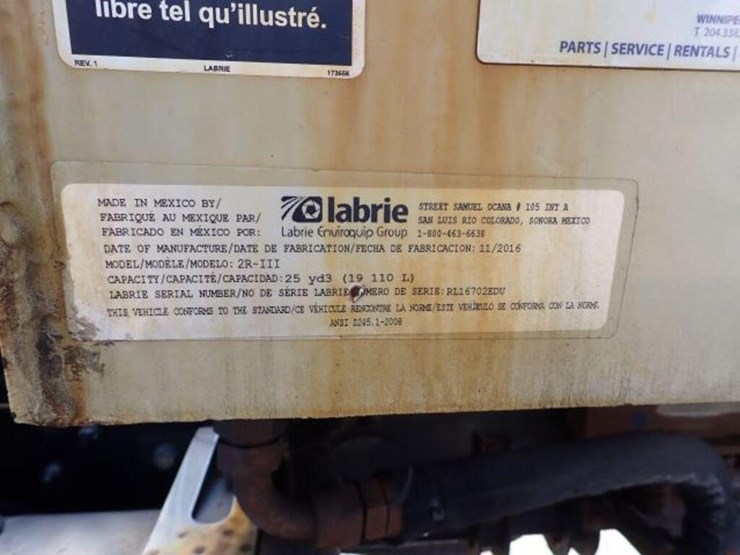 libre tel qu'illustré.
REV. 1 LABRIE 173656
T 204.338.
PARTS | SERVICE | RENTALS |
MADE IN MEXICO BY/
FABRIQUÉ AU MEXIQUE PAR/
FABRICADO EN MÉXICO POR:
labrie
Labrie Enviroquip Group
STREET SAMUEL OCANA # 105 INT A
SAN LUIS RIO COLORADO, SONORA MEXICO
1-800-463-6638
DATE OF MANUFACTURE/DATE DE FABRICATION/FECHA DE FABRICACION: 11/2016
MODEL/MODÈLE/MODELO: 2R-III
CAPACITY/CAPACITÉ/CAPACIDAD: 25 yd3 (19 110 L)
LABRIE SERIAL NUMBER/NO DE SÉRIE LABRIE/NÚMERO DE SERIE: RL16702EDU
THIS VEHICLE CONFORMS TO THE STANDARD/CE VÉHICULE RENCONTRE LA NORME/ESTE VEHÍCULO SE CONFORMA CON LA NORMA
ANSI Z245.1-2008